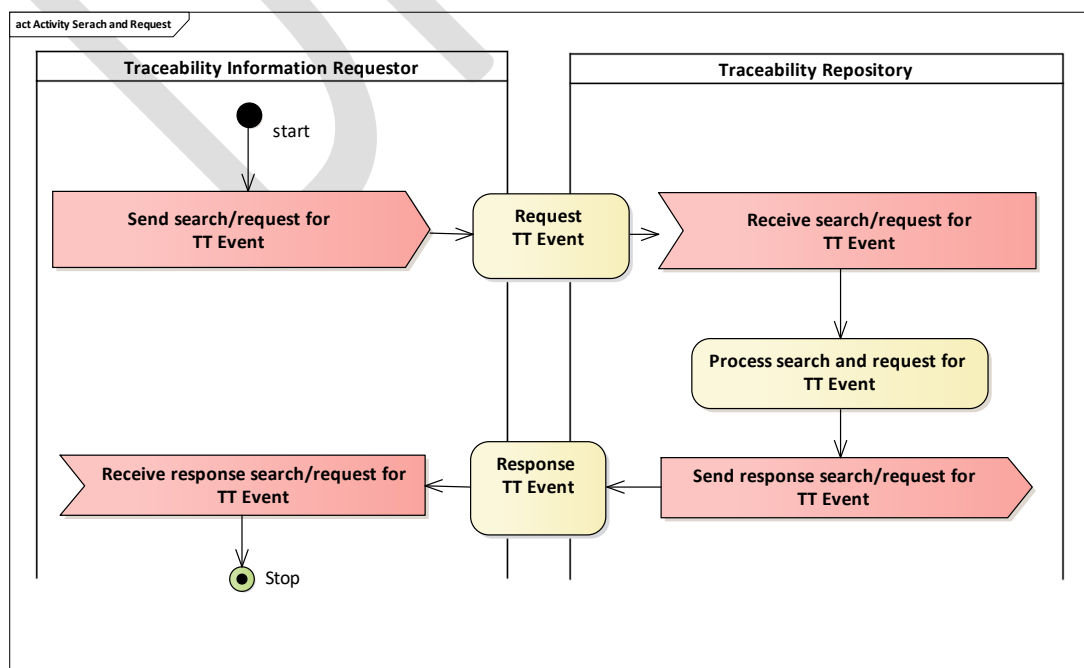 act Activity Serach and Request
Traceability Information Requestor
Traceability Repository
start
Send search/request for
TT Event
Request
TT Event
Receive search/request for
TT Event
Process search and request for
TT Event
Receive response search/request for
TT Event
Response
TT Event
Send response search/request for
TT Event
Stop